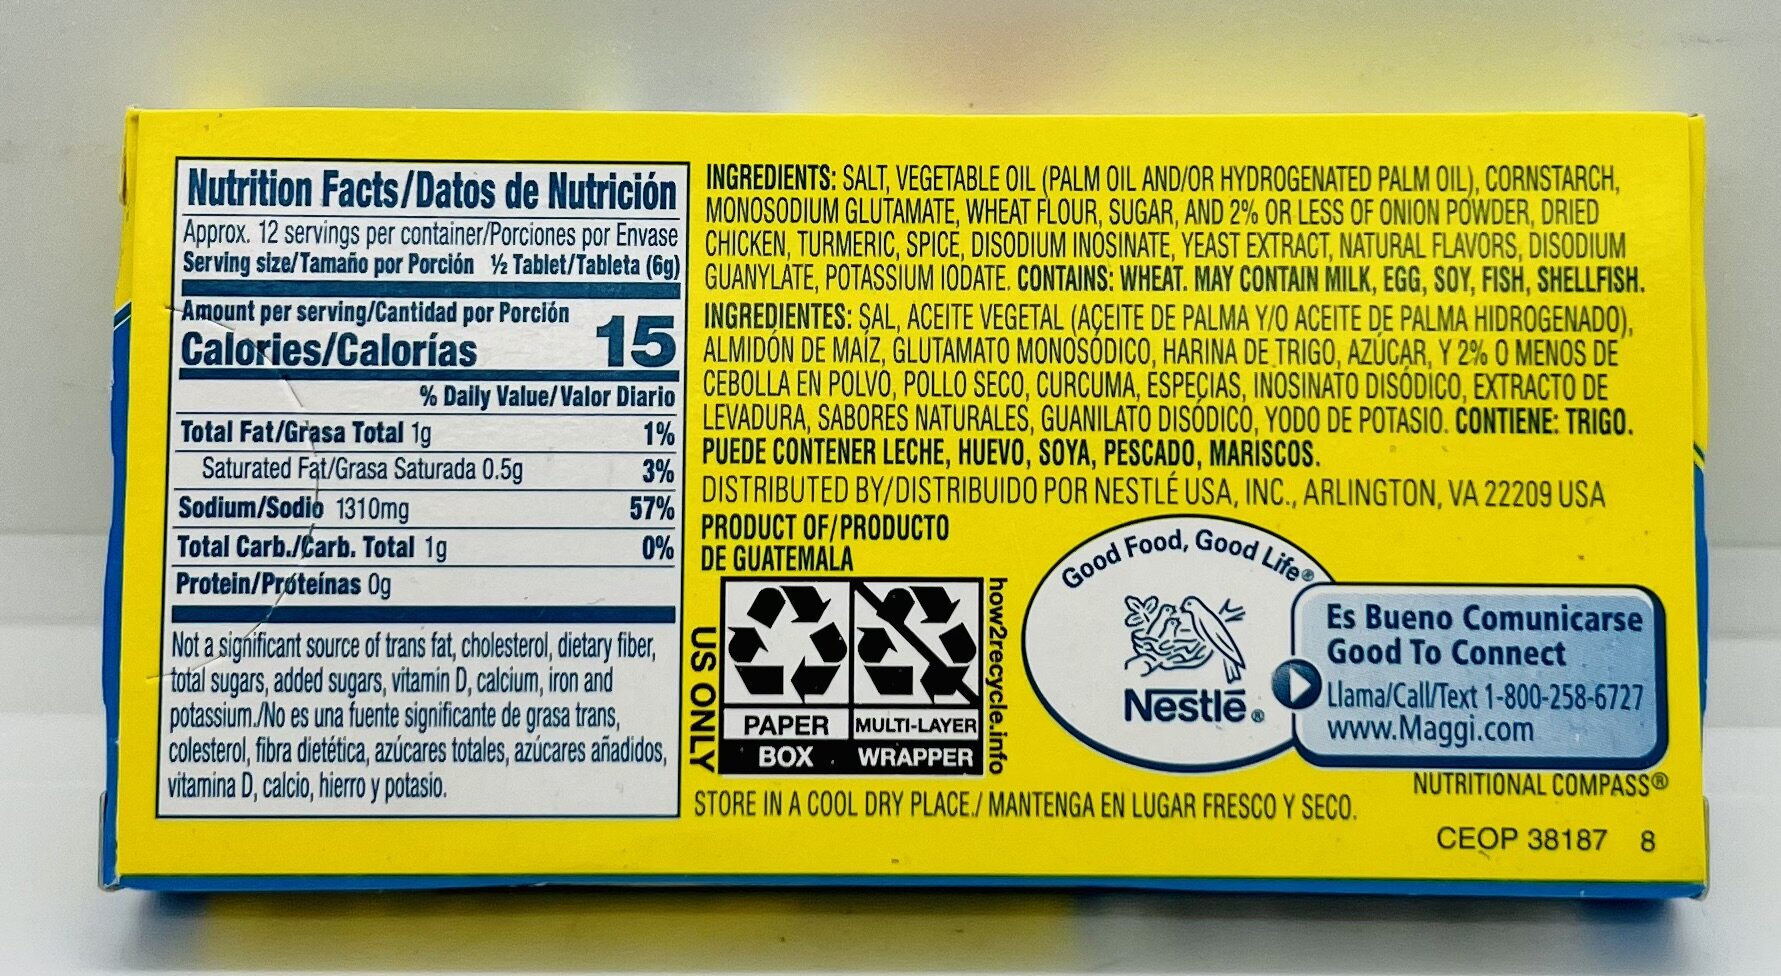 Nutrition Facts/Datos de Nutrición
Approx. 12 servings per container/Porciones por Envase
Serving size/Tamaño por Porción ½ Tablet/Tableta (6g)
Amount per serving/Cantidad por Porción
Calories/Calorías 15
% Daily Value/Valor Diario
Total Fat/Grasa Total 1g 1%
Saturated Fat/Grasa Saturada 0.5g 3%
Sodium/Sodio 1310mg 57%
Total Carb./Carb. Total 1g 0%
Protein/Proteínas 0g
Not a significant source of trans fat, cholesterol, dietary fiber,
total sugars, added sugars, vitamin D, calcium, iron and
potassium./No es una fuente significante de grasa trans,
colesterol, fibra dietética, azúcares totales, azúcares añadidos,
vitamina D, calcio, hierro y potasio.
INGREDIENTS: SALT, VEGETABLE OIL (PALM OIL AND/OR HYDROGENATED PALM OIL), CORNSTARCH,
MONOSODIUM GLUTAMATE, WHEAT FLOUR, SUGAR, AND 2% OR LESS OF ONION POWDER, DRIED
CHICKEN, TURMERIC, SPICE, DISODIUM INOSINATE, YEAST EXTRACT, NATURAL FLAVORS, DISODIUM
GUANYLATE, POTASSIUM IODATE. CONTAINS: WHEAT. MAY CONTAIN MILK, EGG, SOY, FISH, SHELLFISH.
INGREDIENTES: SAL, ACEITE VEGETAL (ACEITE DE PALMA Y/O ACEITE DE PALMA HIDROGENADO),
ALMIDÓN DE MAÍZ, GLUTAMATO MONOSÓDICO, HARINA DE TRIGO, AZÚCAR, Y 2% O MENOS DE
CEBOLLA EN POLVO, POLLO SECO, CURCUMA, ESPECIAS, INOSINATO DISÓDICO, EXTRACTO DE
LEVADURA, SABORES NATURALES, GUANILATO DISÓDICO, YODO DE POTASIO. CONTIENE: TRIGO.
PUEDE CONTENER LECHE, HUEVO, SOYA, PESCADO, MARISCOS.
DISTRIBUTED BY/DISTRIBUIDO POR NESTLÉ USA, INC., ARLINGTON, VA 22209 USA
PRODUCT OF/PRODUCTO
DE GUATEMALA
US ONLY
PAPER
BOX
MULTI-LAYER
WRAPPER
how2recycle.info
Good Food, Good Life®
Nestlé®
Es Bueno Comunicarse
Good To Connect
Llama/Call/Text 1-800-258-6727
www.Maggi.com
NUTRITIONAL COMPASS®
STORE IN A COOL DRY PLACE./ MANTENGA EN LUGAR FRESCO Y SECO.
CEOP 38187 8